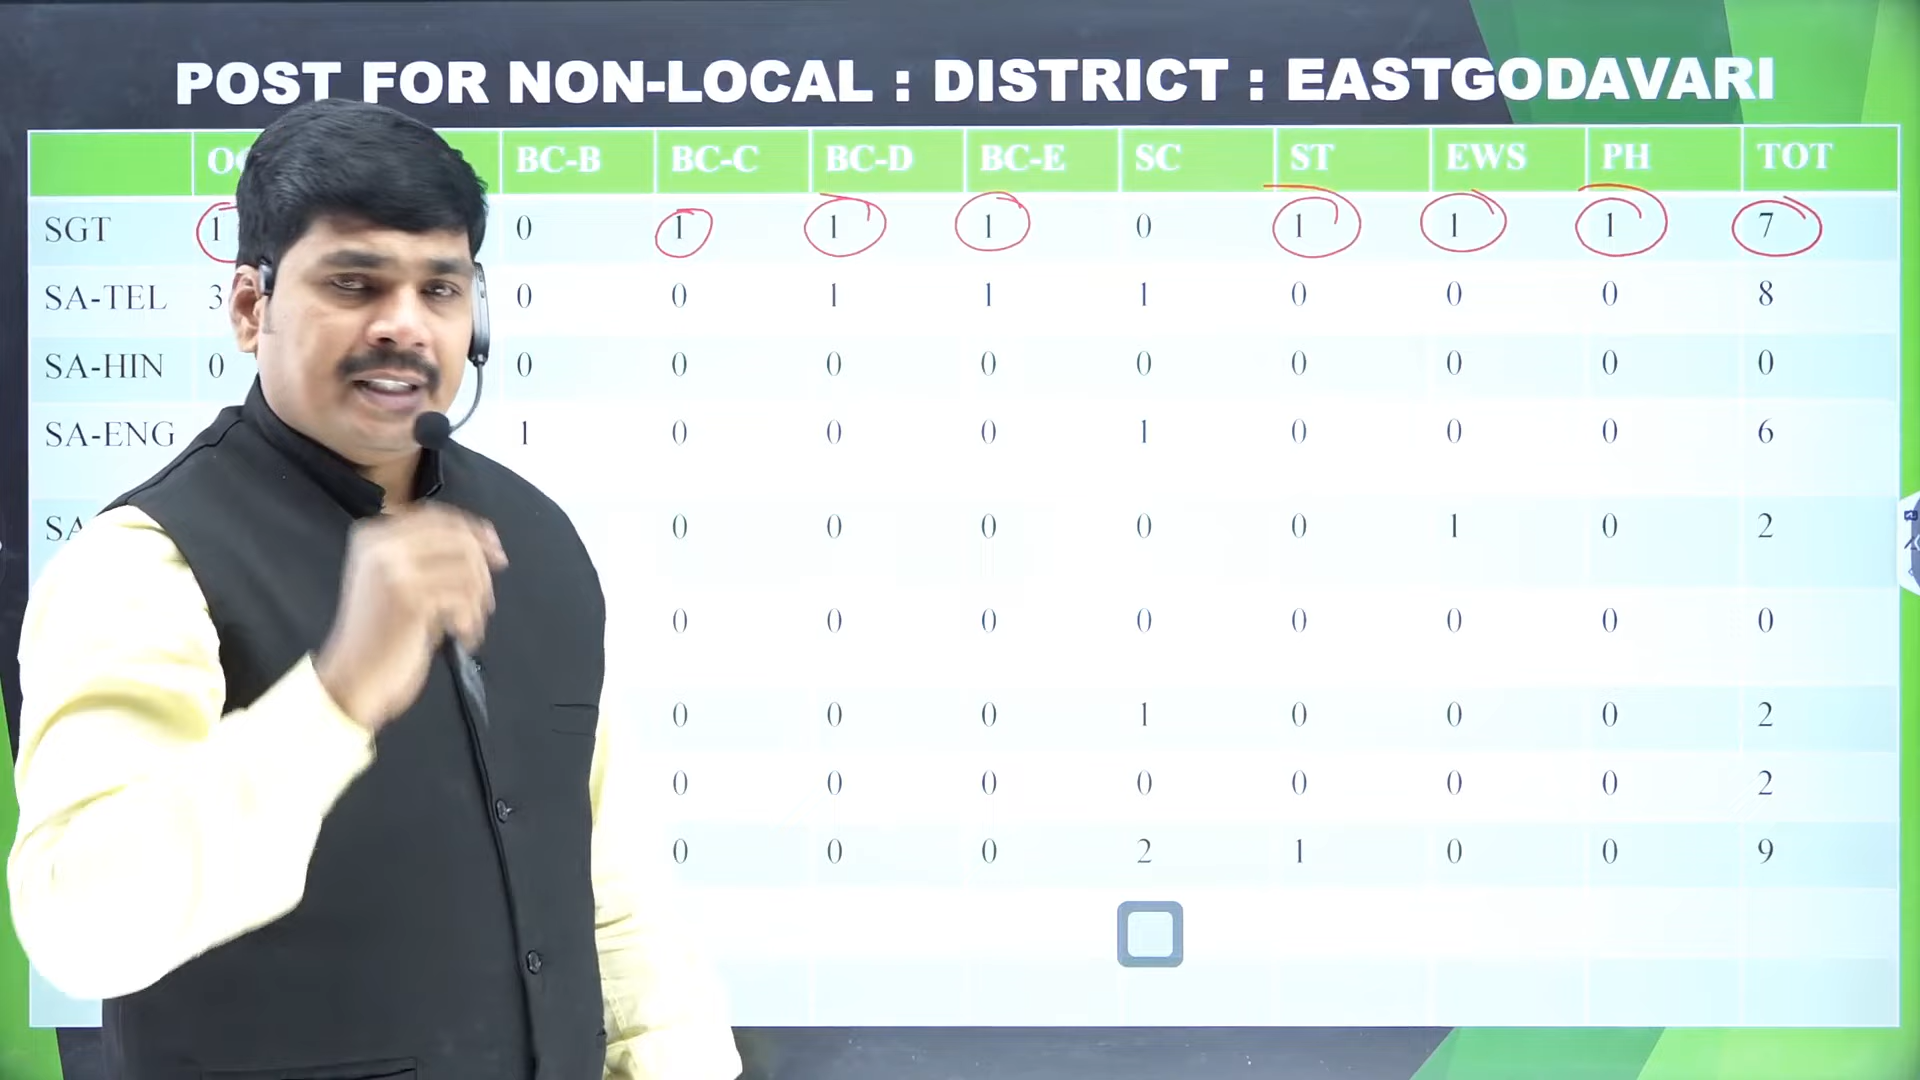 POST FOR NON-LOCAL : DISTRICT : EASTGODAVARI
BC-B BC-C BC-D BC-E SC ST EWS PH TOT
SGT 1 0 1 1 1 0 1 1 1 7
SA-TEL 3 0 0 1 1 1 0 0 0 8
SA-HIN 0 0 0 0 0 0 0 0 0 0
SA-ENG 1 0 0 0 1 0 0 0 6
0 0 0 0 0 1 0 2
0 0 0 0 0 0 0 0
0 0 0 1 0 0 0 2
0 0 0 0 0 0 0 2
0 0 0 2 1 0 0 9